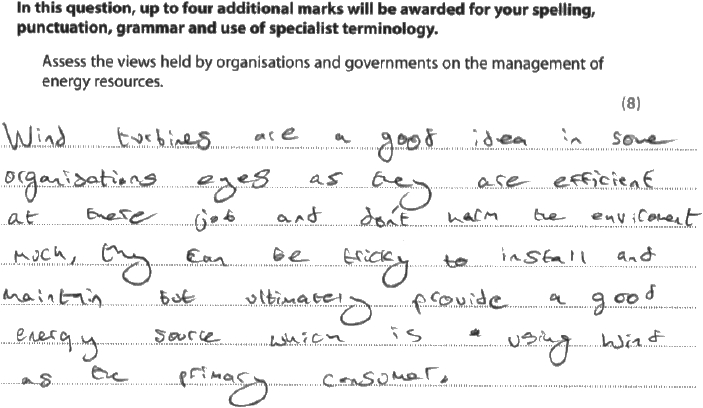 In this question, up to four additional marks will be awarded for your spelling,
punctuation, grammar and use of specialist terminology.
Assess the views held by organisations and governments on the management of
energy resources.
(8)
Wind turbines are a good idea in some
organisations eyes as they are efficient
at there job and don't harm the enviroment
much, they can be tricky to install and
maintain but ultimately provide a good
energy source which is using wind
as the primary consumer.